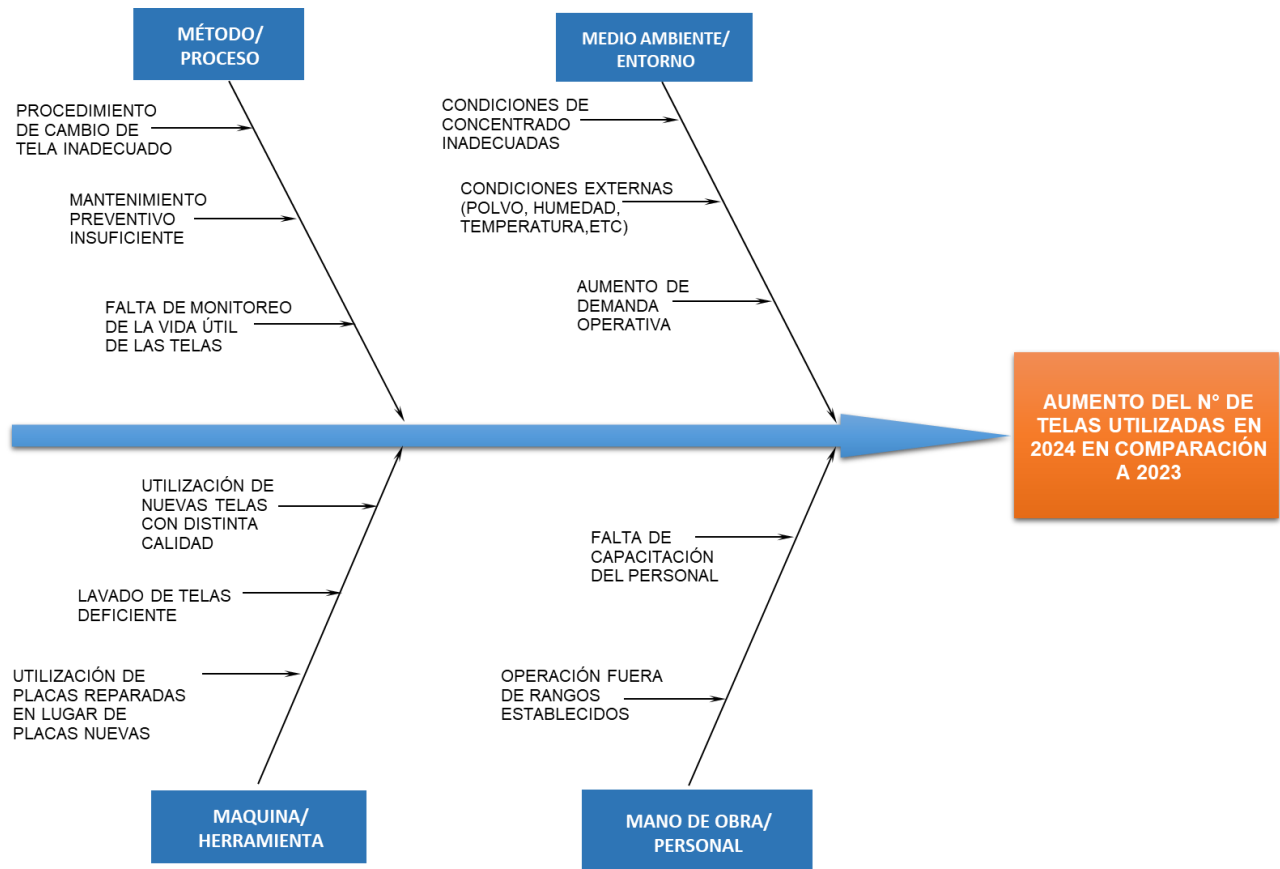 MÉTODO/
PROCESO
MEDIO AMBIENTE/
ENTORNO
PROCEDIMIENTO
DE CAMBIO DE
TELA INADECUADO
CONDICIONES DE
CONCENTRADO
INADECUADAS
MANTENIMIENTO
PREVENTIVO
INSUFICIENTE
CONDICIONES EXTERNAS
(POLVO, HUMEDAD,
TEMPERATURA,ETC)
FALTA DE MONITOREO
DE LA VIDA ÚTIL
DE LAS TELAS
AUMENTO DE
DEMANDA
OPERATIVA
AUMENTO DEL N° DE
TELAS UTILIZADAS EN
2024 EN COMPARACIÓN
A 2023
UTILIZACIÓN DE
NUEVAS TELAS
CON DISTINTA
CALIDAD
FALTA DE
CAPACITACIÓN
DEL PERSONAL
LAVADO DE TELAS
DEFICIENTE
UTILIZACIÓN DE
PLACAS REPARADAS
EN LUGAR DE
PLACAS NUEVAS
OPERACIÓN FUERA
DE RANGOS
ESTABLECIDOS
MAQUINA/
HERRAMIENTA
MANO DE OBRA/
PERSONAL